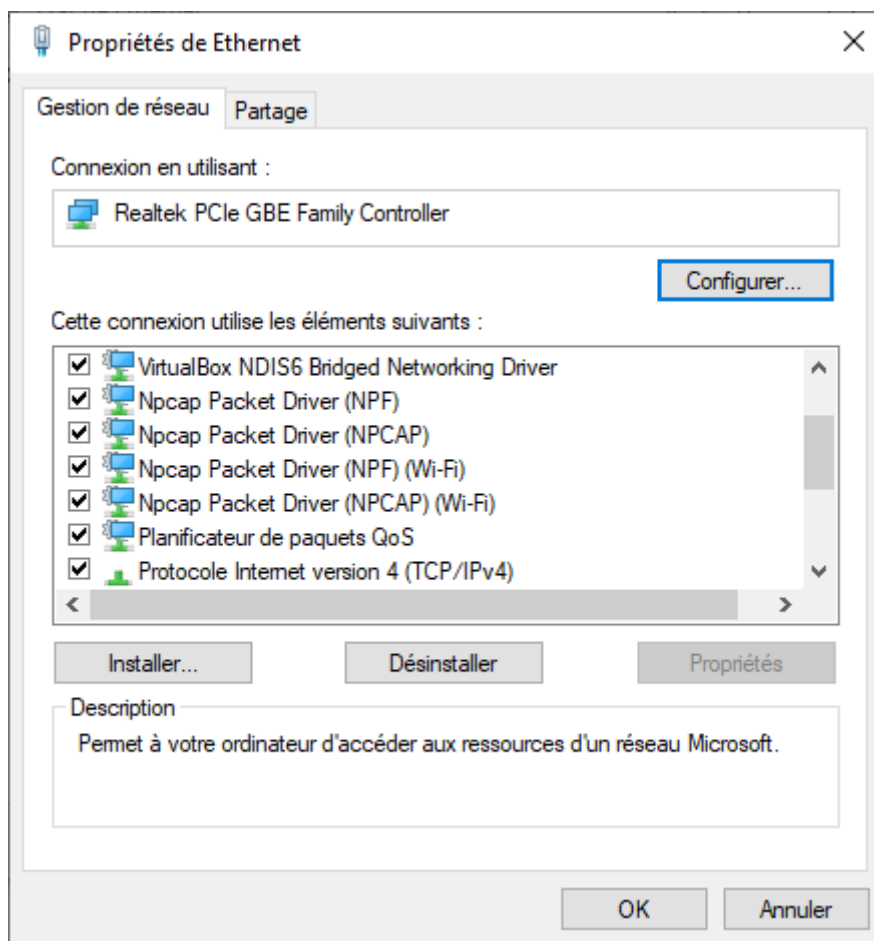 Propriétés de Ethernet
Gestion de réseau
Partage
Connexion en utilisant :
Realtek PCIe GBE Family Controller
Configurer...
Cette connexion utilise les éléments suivants :
VirtualBox NDIS6 Bridged Networking Driver
Npcap Packet Driver (NPF)
Npcap Packet Driver (NPCAP)
Npcap Packet Driver (NPF) (Wi-Fi)
Npcap Packet Driver (NPCAP) (Wi-Fi)
Planificateur de paquets QoS
Protocole Internet version 4 (TCP/IPv4)
Installer...
Désinstaller
Propriétés
Description
Permet à votre ordinateur d'accéder aux ressources d'un réseau Microsoft.
OK
Annuler